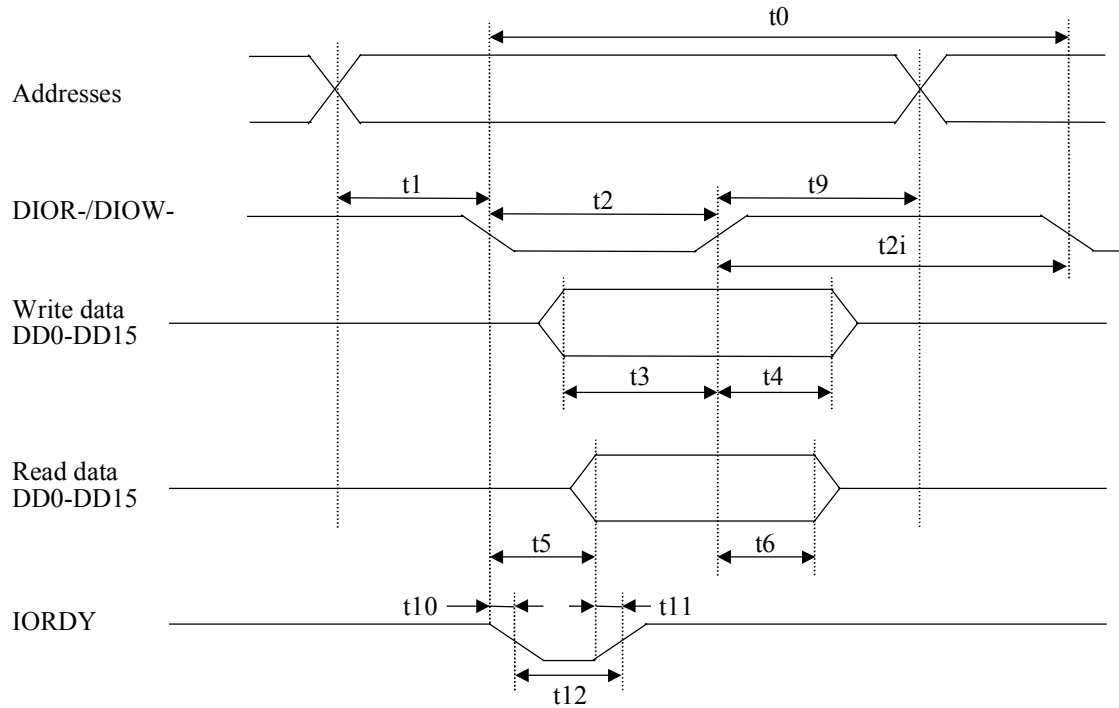 t0
Addresses
t1
t2
t9
DIOR-/DIOW-
t2i
Write data
DD0-DD15
t3
t4
Read data
DD0-DD15
t5
t6
t10
t11
IORDY
t12